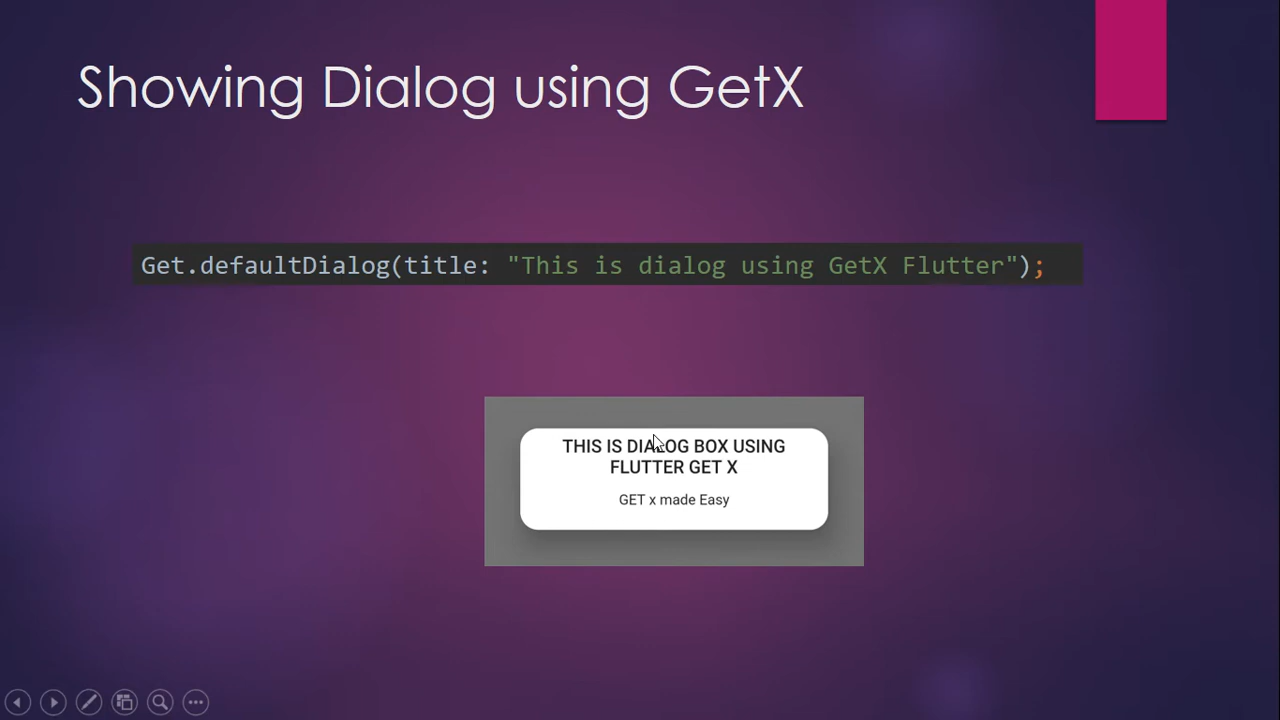 Showing Dialog using GetX
Get.defaultDialog(title: "This is dialog using GetX Flutter");
THIS IS DIALOG BOX USING
FLUTTER GET X
GET x made Easy